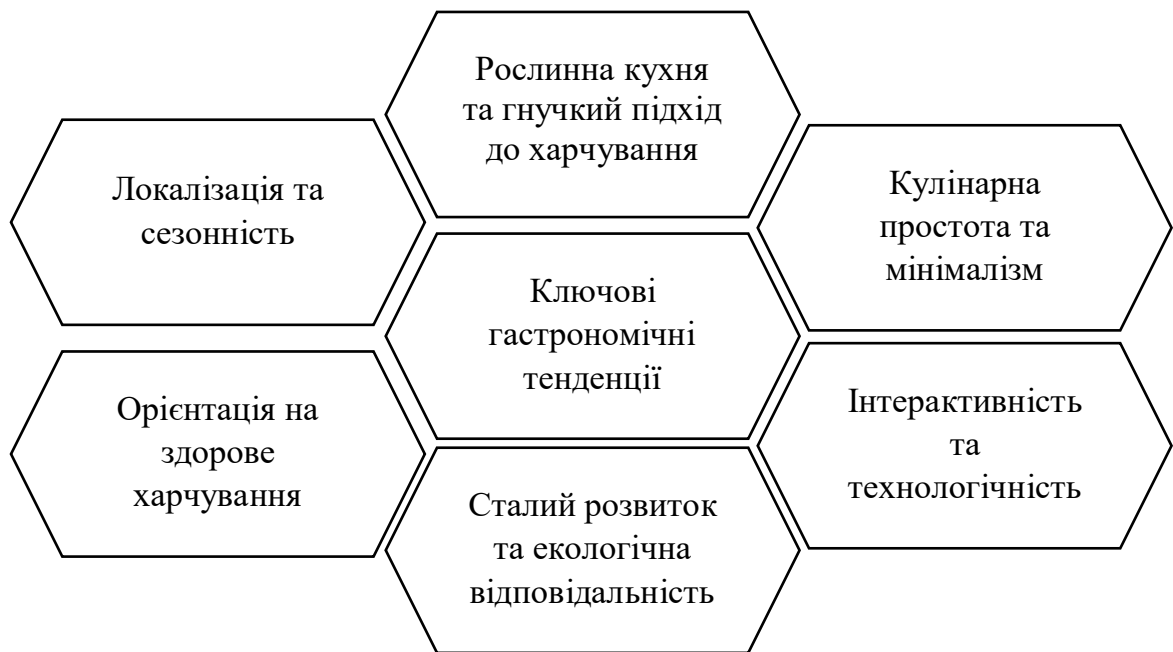 Рослинна кухня
та гнучкий підхід
до харчування
Локалізація та
сезонність
Кулінарна
простота та
мінімалізм
Ключові
гастрономічні
тенденції
Орієнтація на
здорове
харчування
Інтерактивність
та
технологічність
Сталий розвиток
та екологічна
відповідальність